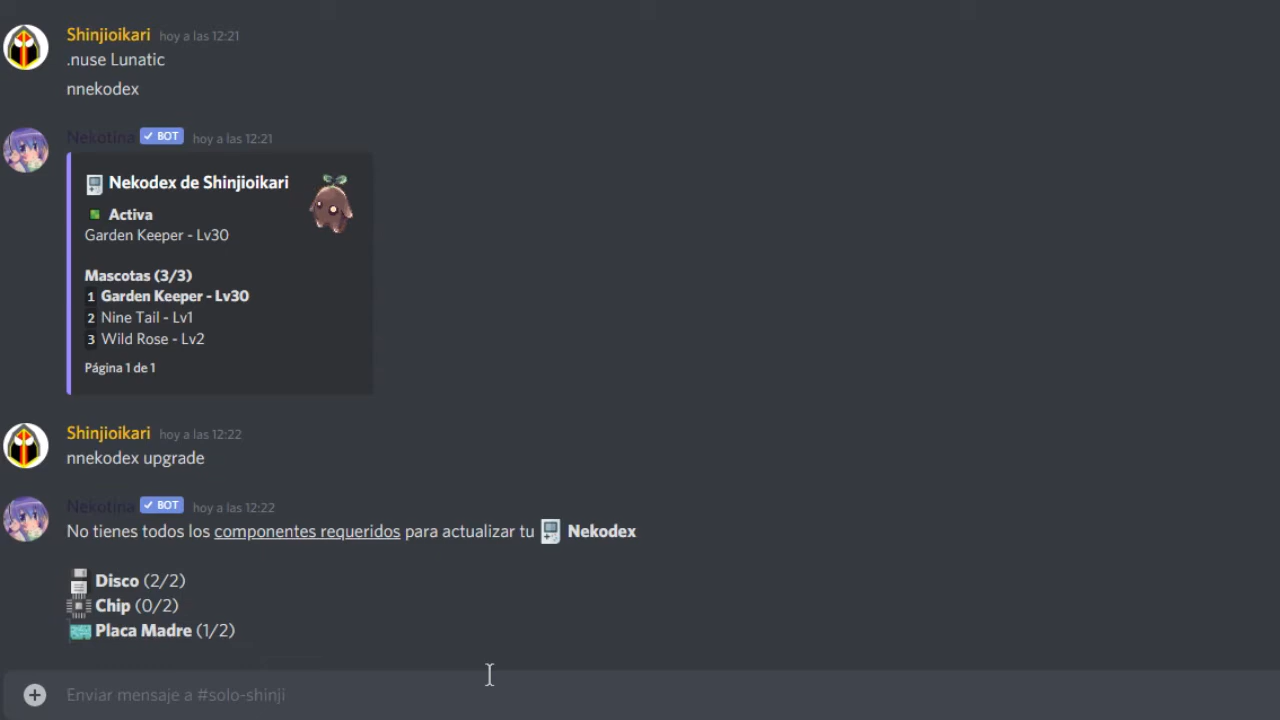 Shinjioikari hoy a las 12:21
.nuse Lunatic
nnekodex
Nekotina BOT hoy a las 12:21
Nekodex de Shinjioikari
Activa
Garden Keeper - Lv30
Mascotas (3/3)
1 Garden Keeper - Lv30
2 Nine Tail - Lv1
3 Wild Rose - Lv2
Página 1 de 1
Shinjioikari hoy a las 12:22
nnekodex upgrade
Nekotina BOT hoy a las 12:22
No tienes todos los componentes requeridos para actualizar tu Nekodex
Disco (2/2)
Chip (0/2)
Placa Madre (1/2)
Enviar mensaje a #solo-shinji